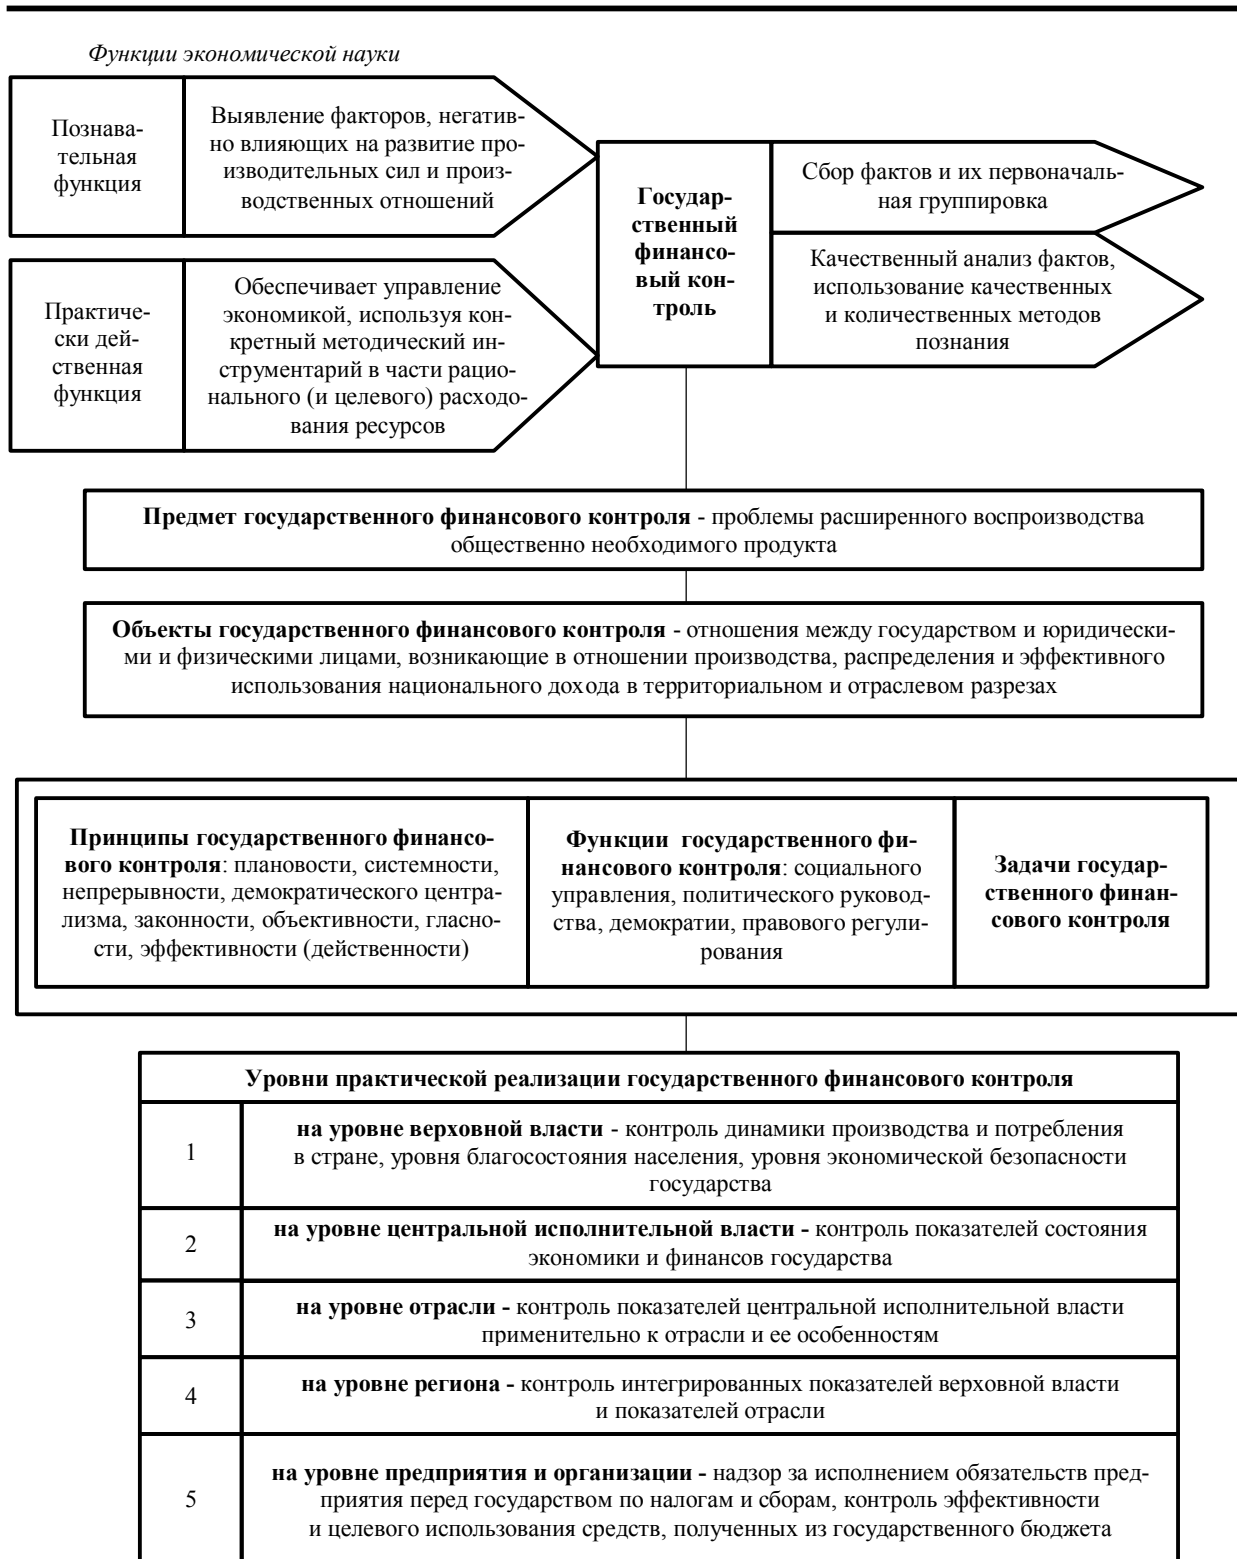 Функции экономической науки
Познава-
тельная
функция
Выявление факторов, негатив-
но влияющих на развитие про-
изводительных сил и произ-
водственных отношений
Практиче-
ски дей-
ственная
функция
Обеспечивает управление
экономикой, используя кон-
кретный методический ин-
струментарий в части рацио-
нального (и целевого) расходо-
вания ресурсов
Государ-
ственный
финансо-
вый кон-
троль
Сбор фактов и их первоначаль-
ная группировка
Качественный анализ фактов,
использование качественных
и количественных методов
познания
Предмет государственного финансового контроля - проблемы расширенного воспроизводства
общественно необходимого продукта
Объекты государственного финансового контроля - отношения между государством и юридически-
ми и физическими лицами, возникающие в отношении производства, распределения и эффективного
использования национального дохода в территориальном и отраслевом разрезах
Принципы государственного финансо-
вого контроля: плановости, системности,
непрерывности, демократического центра-
лизма, законности, объективности, гласно-
сти, эффективности (действенности)
Функции государственного фи-
нансового контроля: социального
управления, политического руковод-
ства, демократии, правового регули-
рования
Задачи государ-
ственного финан-
сового контроля
Уровни практической реализации государственного финансового контроля
1
на уровне верховной власти - контроль динамики производства и потребления
в стране, уровня благосостояния населения, уровня экономической безопасности
государства
2
на уровне центральной исполнительной власти - контроль показателей состояния
экономики и финансов государства
3
на уровне отрасли - контроль показателей центральной исполнительной власти
применительно к отрасли и ее особенностям
4
на уровне региона - контроль интегрированных показателей верховной власти
и показателей отрасли
5
на уровне предприятия и организации - надзор за исполнением обязательств пред-
приятия перед государством по налогам и сборам, контроль эффективности
и целевого использования средств, полученных из государственного бюджета